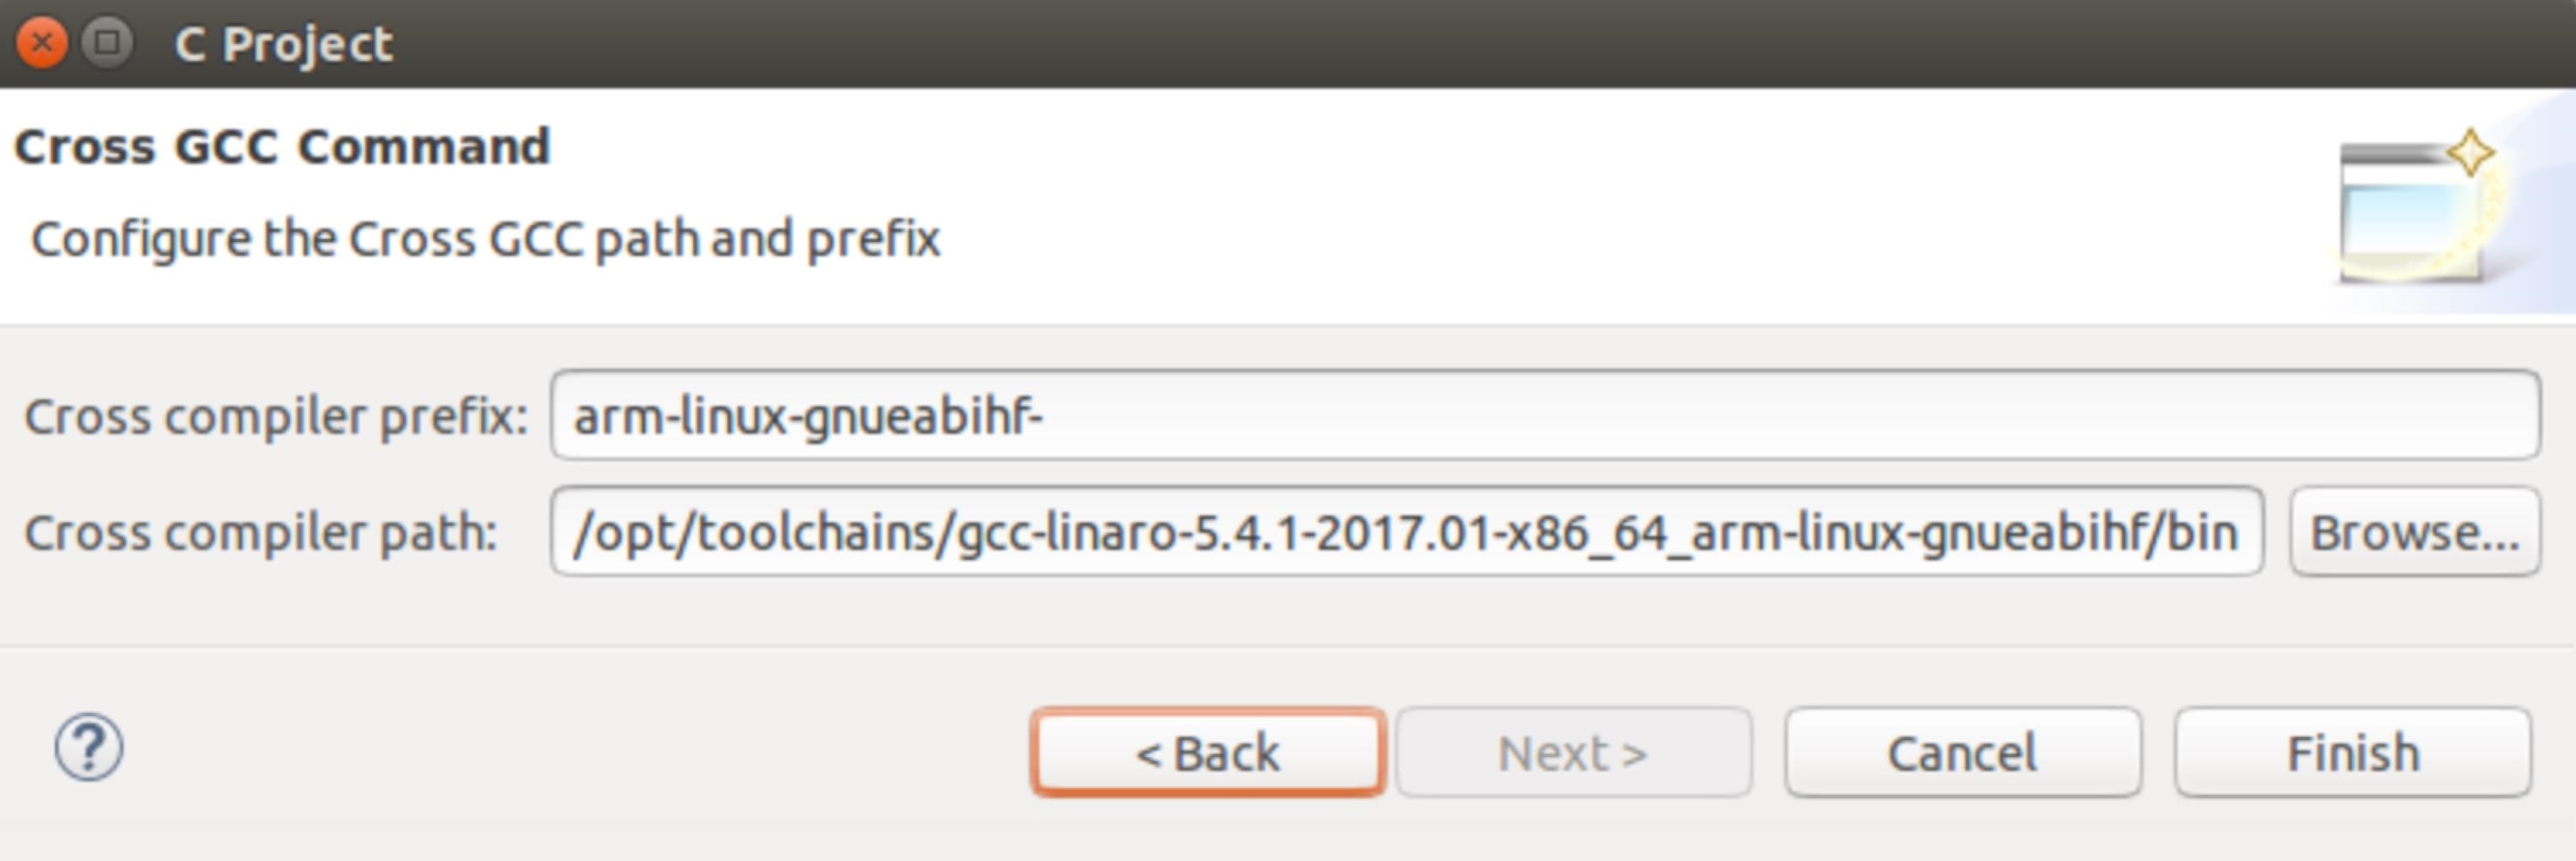 C Project
Cross GCC Command
Configure the Cross GCC path and prefix
Cross compiler prefix: arm-linux-gnueabihf-
Cross compiler path: /opt/toolchains/gcc-linaro-5.4.1-2017.01-x86_64_arm-linux-gnueabihf/bin Browse...
? < Back Next > Cancel Finish